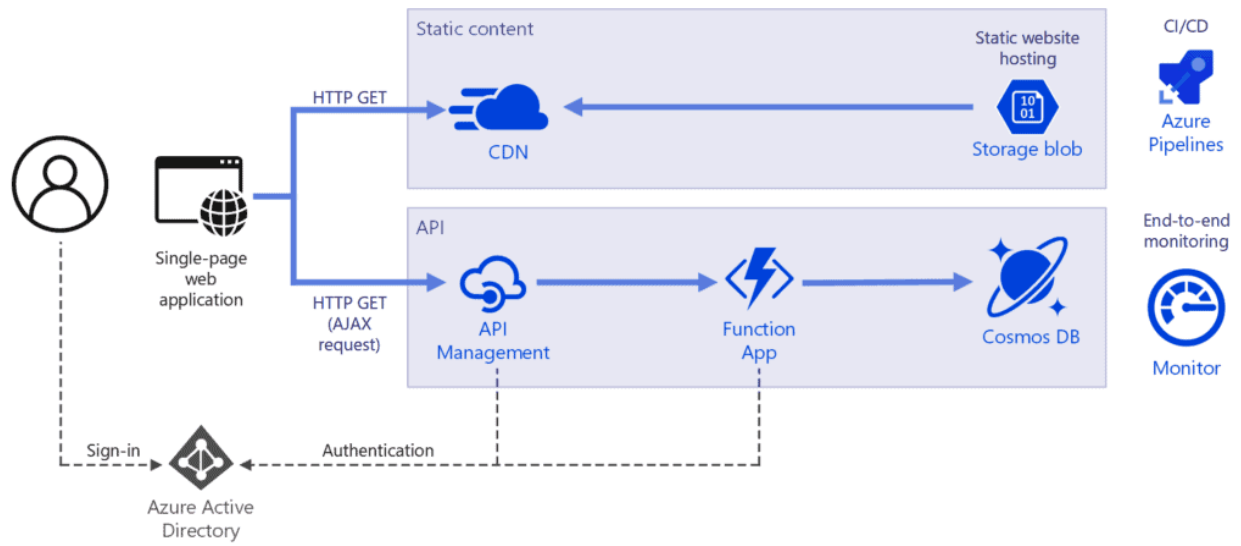 Static content
Static website
hosting
CI/CD
HTTP GET
CDN
10
01
Storage blob
Azure
Pipelines
Single-page
web
application
API
HTTP GET
(AJAX
request)
API
Management
Function
App
Cosmos DB
End-to-end
monitoring
Monitor
Sign-in
Authentication
Azure Active
Directory